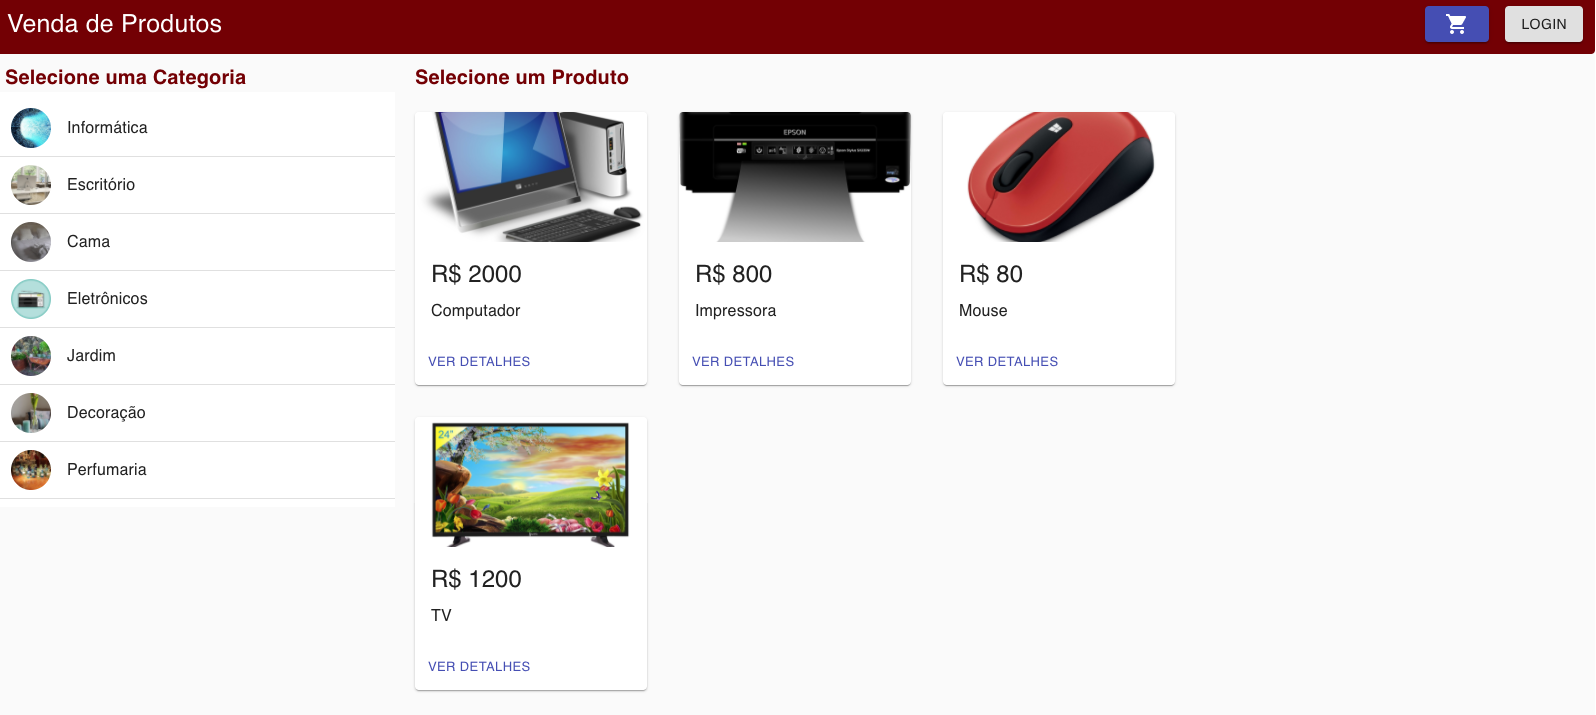 Venda de Produtos
LOGIN
Selecione uma Categoria
Informática
Escritório
Cama
Eletrônicos
Jardim
Decoração
Perfumaria
Selecione um Produto
EPSON
R$ 2000
Computador
VER DETALHES
R$ 800
Impressora
VER DETALHES
R$ 80
Mouse
VER DETALHES
24"
R$ 1200
TV
VER DETALHES